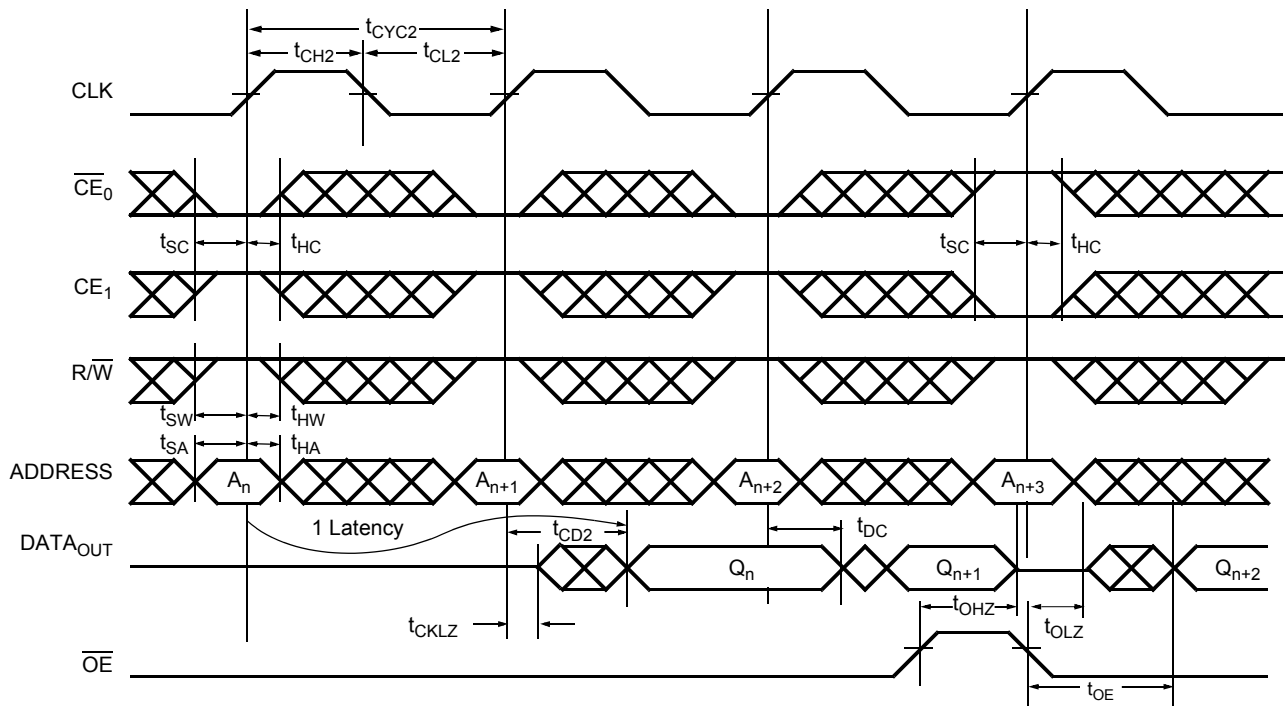 tCYC2
tCH2 tCL2
CLK
CE0
tSC tHC tSC tHC
CE1
R/W
tSW tHW
tSA tHA
ADDRESS An An+1 An+2 An+3
1 Latency tCD2 tDC
DATAOUT Qn Qn+1 Qn+2
tCKLZ tOHZ tOLZ
OE
tOE